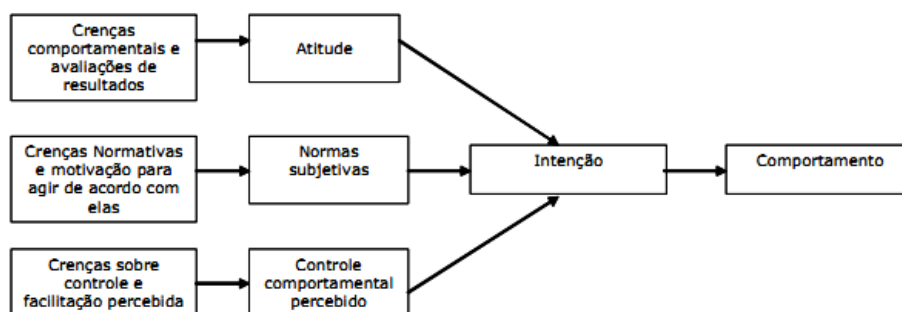 Crenças
comportamentais e
avaliações de
resultados
Atitude
Crenças Normativas
e motivação para
agir de acordo com
elas
Normas
subjetivas
Intenção
Comportamento
Crenças sobre
controle e
facilitação percebida
Controle
comportamental
percebido